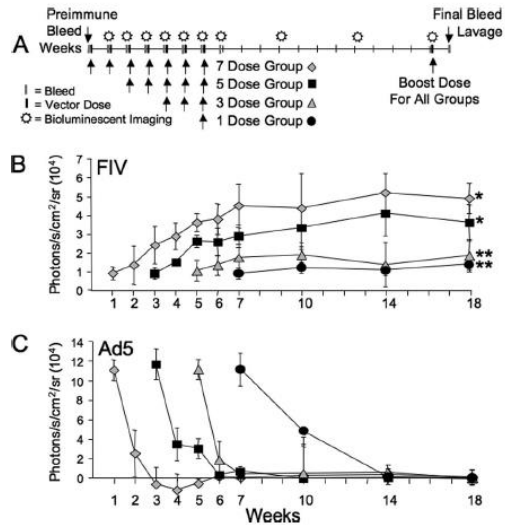 Preimmune
Bleed
Final Bleed
Lavage
A
Weeks
7 Dose Group
5 Dose Group
3 Dose Group
1 Dose Group
Boost Dose
For All Groups
= Bleed
= Vector Dose
= Bioluminescent Imaging
B
FIV
Photons/s/cm²/sr (10⁴)
7
6
5
4
3
2
1
0
*
*
**
**
1 2 3 4 5 6 7 10 14 18
C
Ad5
Photons/s/cm²/sr (10⁴)
14
12
10
8
6
4
2
0
1 2 3 4 5 6 7 10 14 18
Weeks